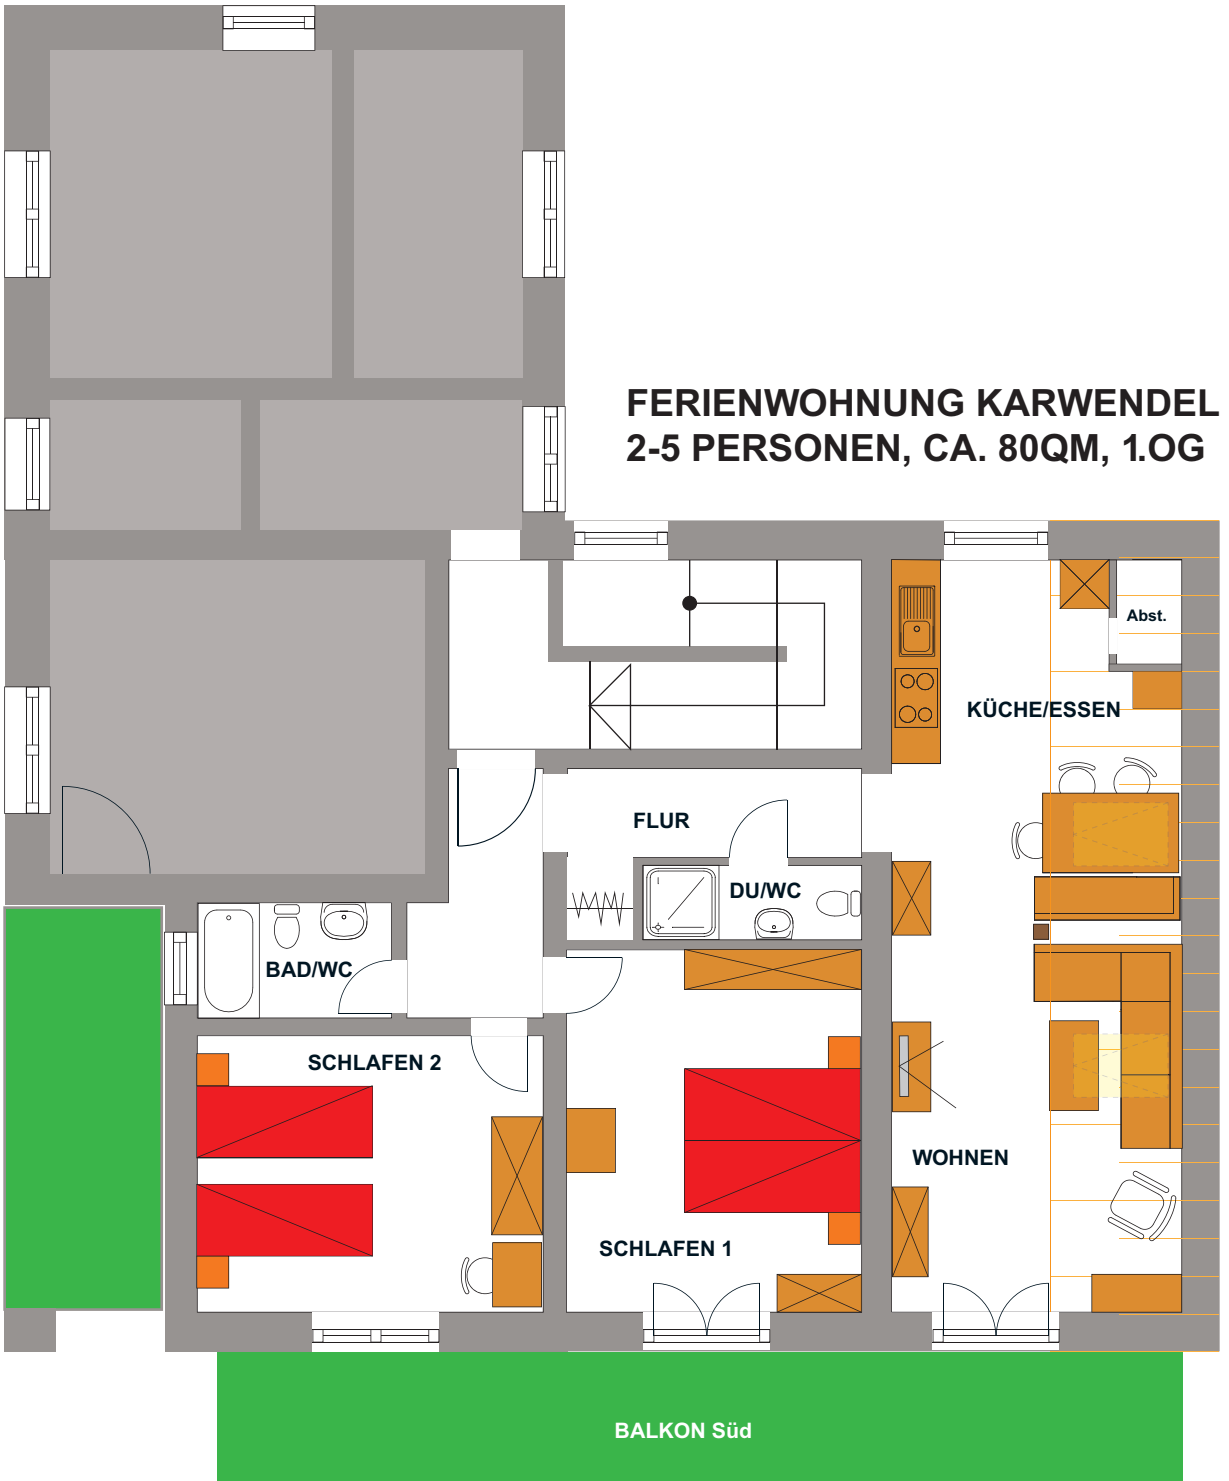 FERIENWOHNUNG KARWENDEL
2-5 PERSONEN, CA. 80QM, 1.OG
Abst.
KÜCHE/ESSEN
FLUR
DU/WC
BAD/WC
SCHLAFEN 2
WOHNEN
SCHLAFEN 1
BALKON Süd